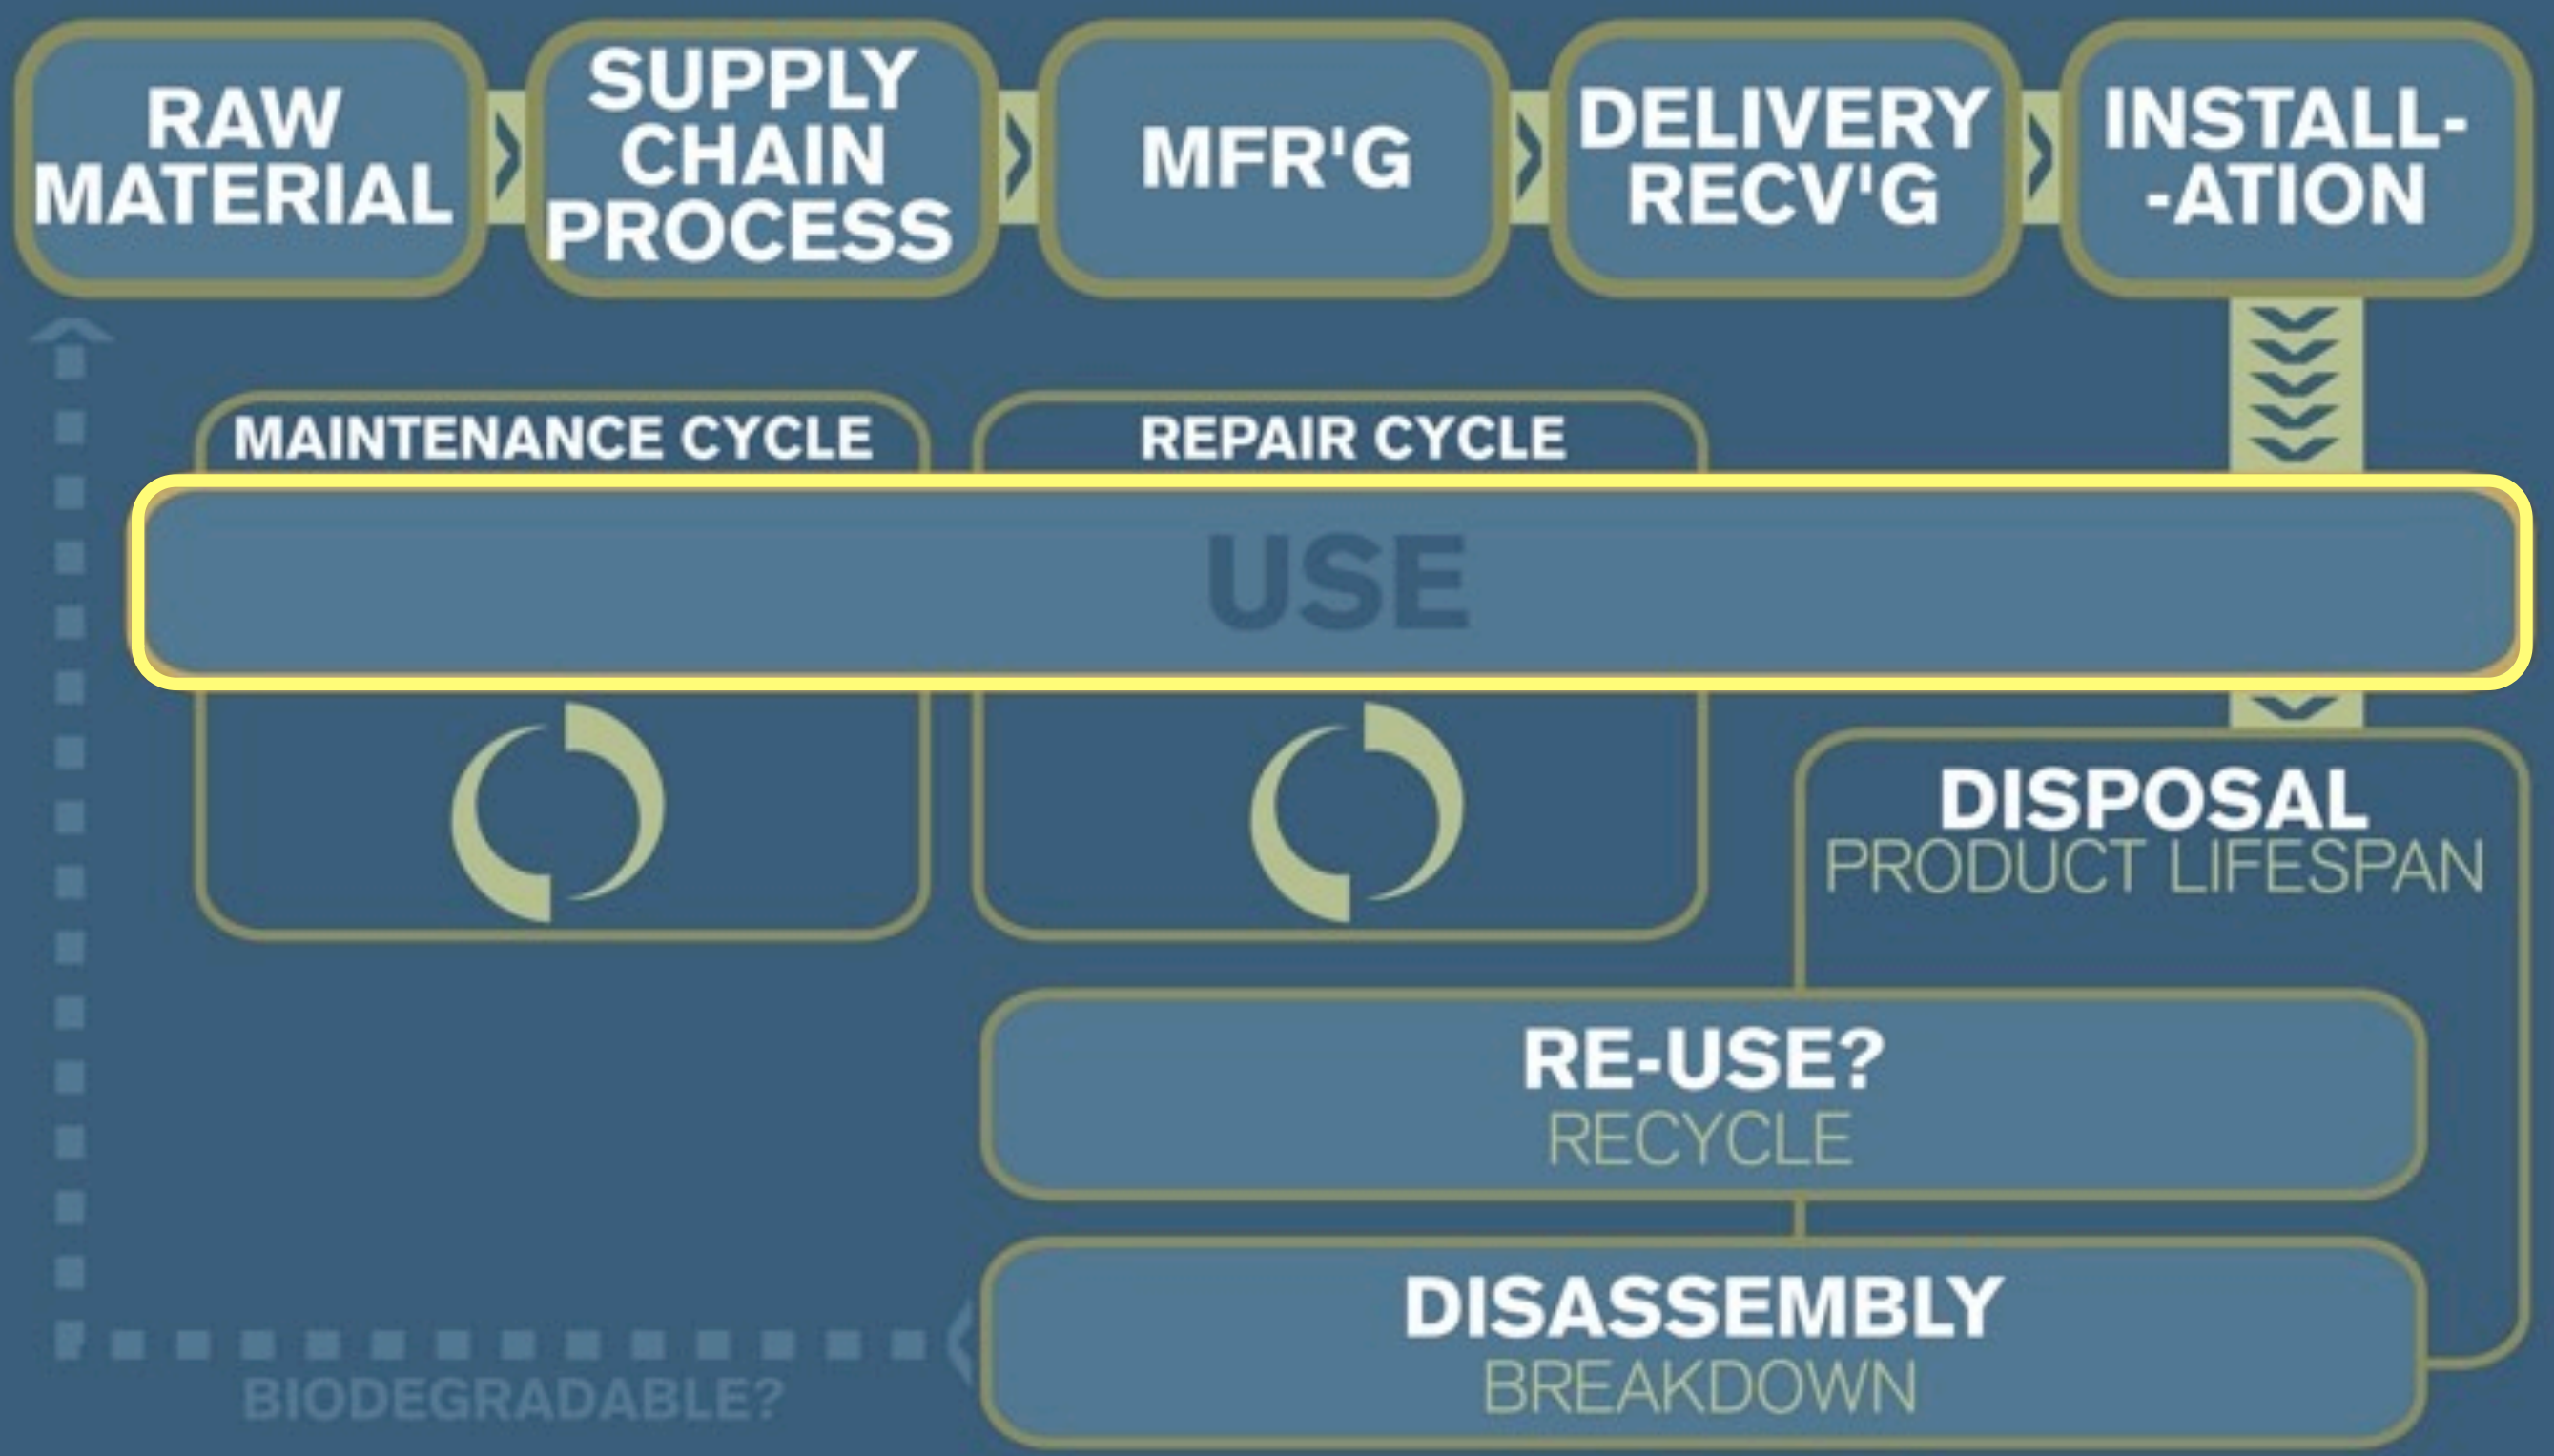 RAW
MATERIAL
SUPPLY
CHAIN
PROCESS
MFR'G
DELIVERY
RECV'G
INSTALL-
-ATION
MAINTENANCE CYCLE
REPAIR CYCLE
USE
DISPOSAL
PRODUCT LIFESPAN
RE-USE?
RECYCLE
DISASSEMBLY
BREAKDOWN
BIODEGRADABLE?